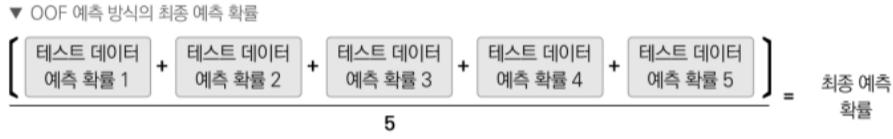 ▼ OOF 예측 방식의 최종 예측 확률
( 테스트 데이터 예측 확률 1 + 테스트 데이터 예측 확률 2 + 테스트 데이터 예측 확률 3 + 테스트 데이터 예측 확률 4 + 테스트 데이터 예측 확률 5 )
5
= 최종 예측
확률